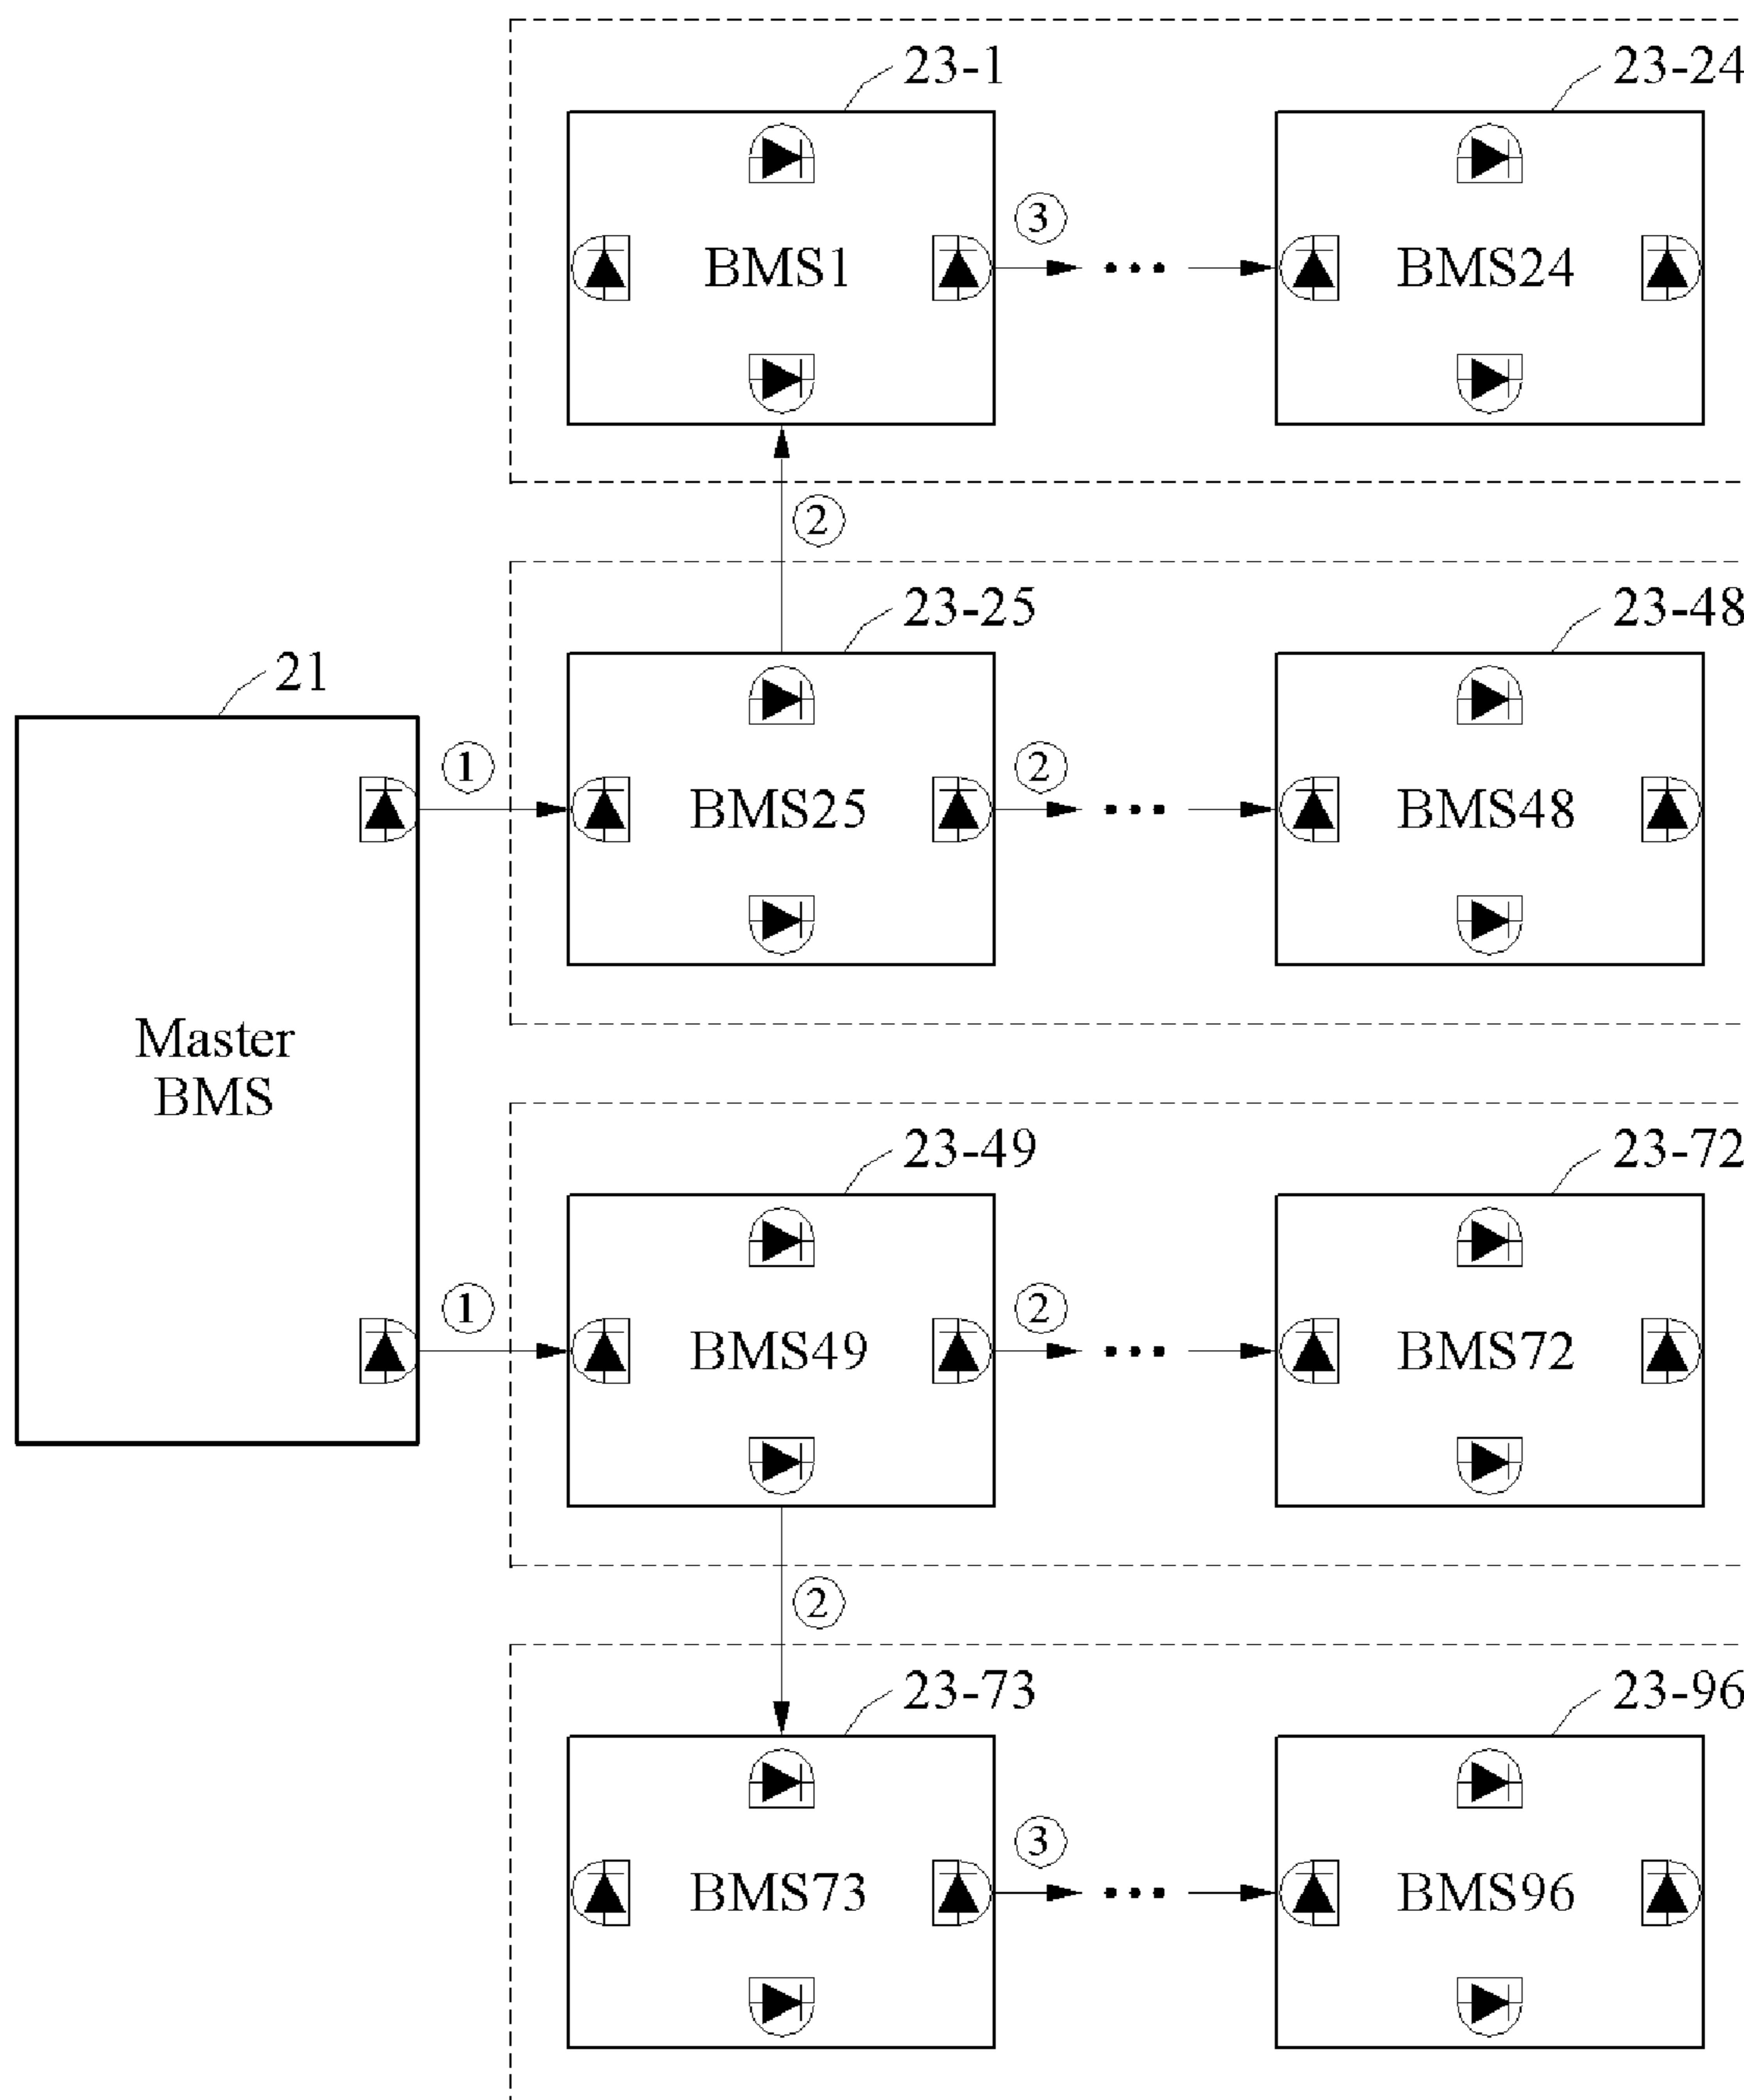 23-1
23-24
③
BMS1
•••
BMS24
②
23-25
23-48
21
①
②
BMS25
•••
BMS48
Master
BMS
23-49
23-72
①
②
BMS49
•••
BMS72
②
23-73
23-96
③
BMS73
•••
BMS96